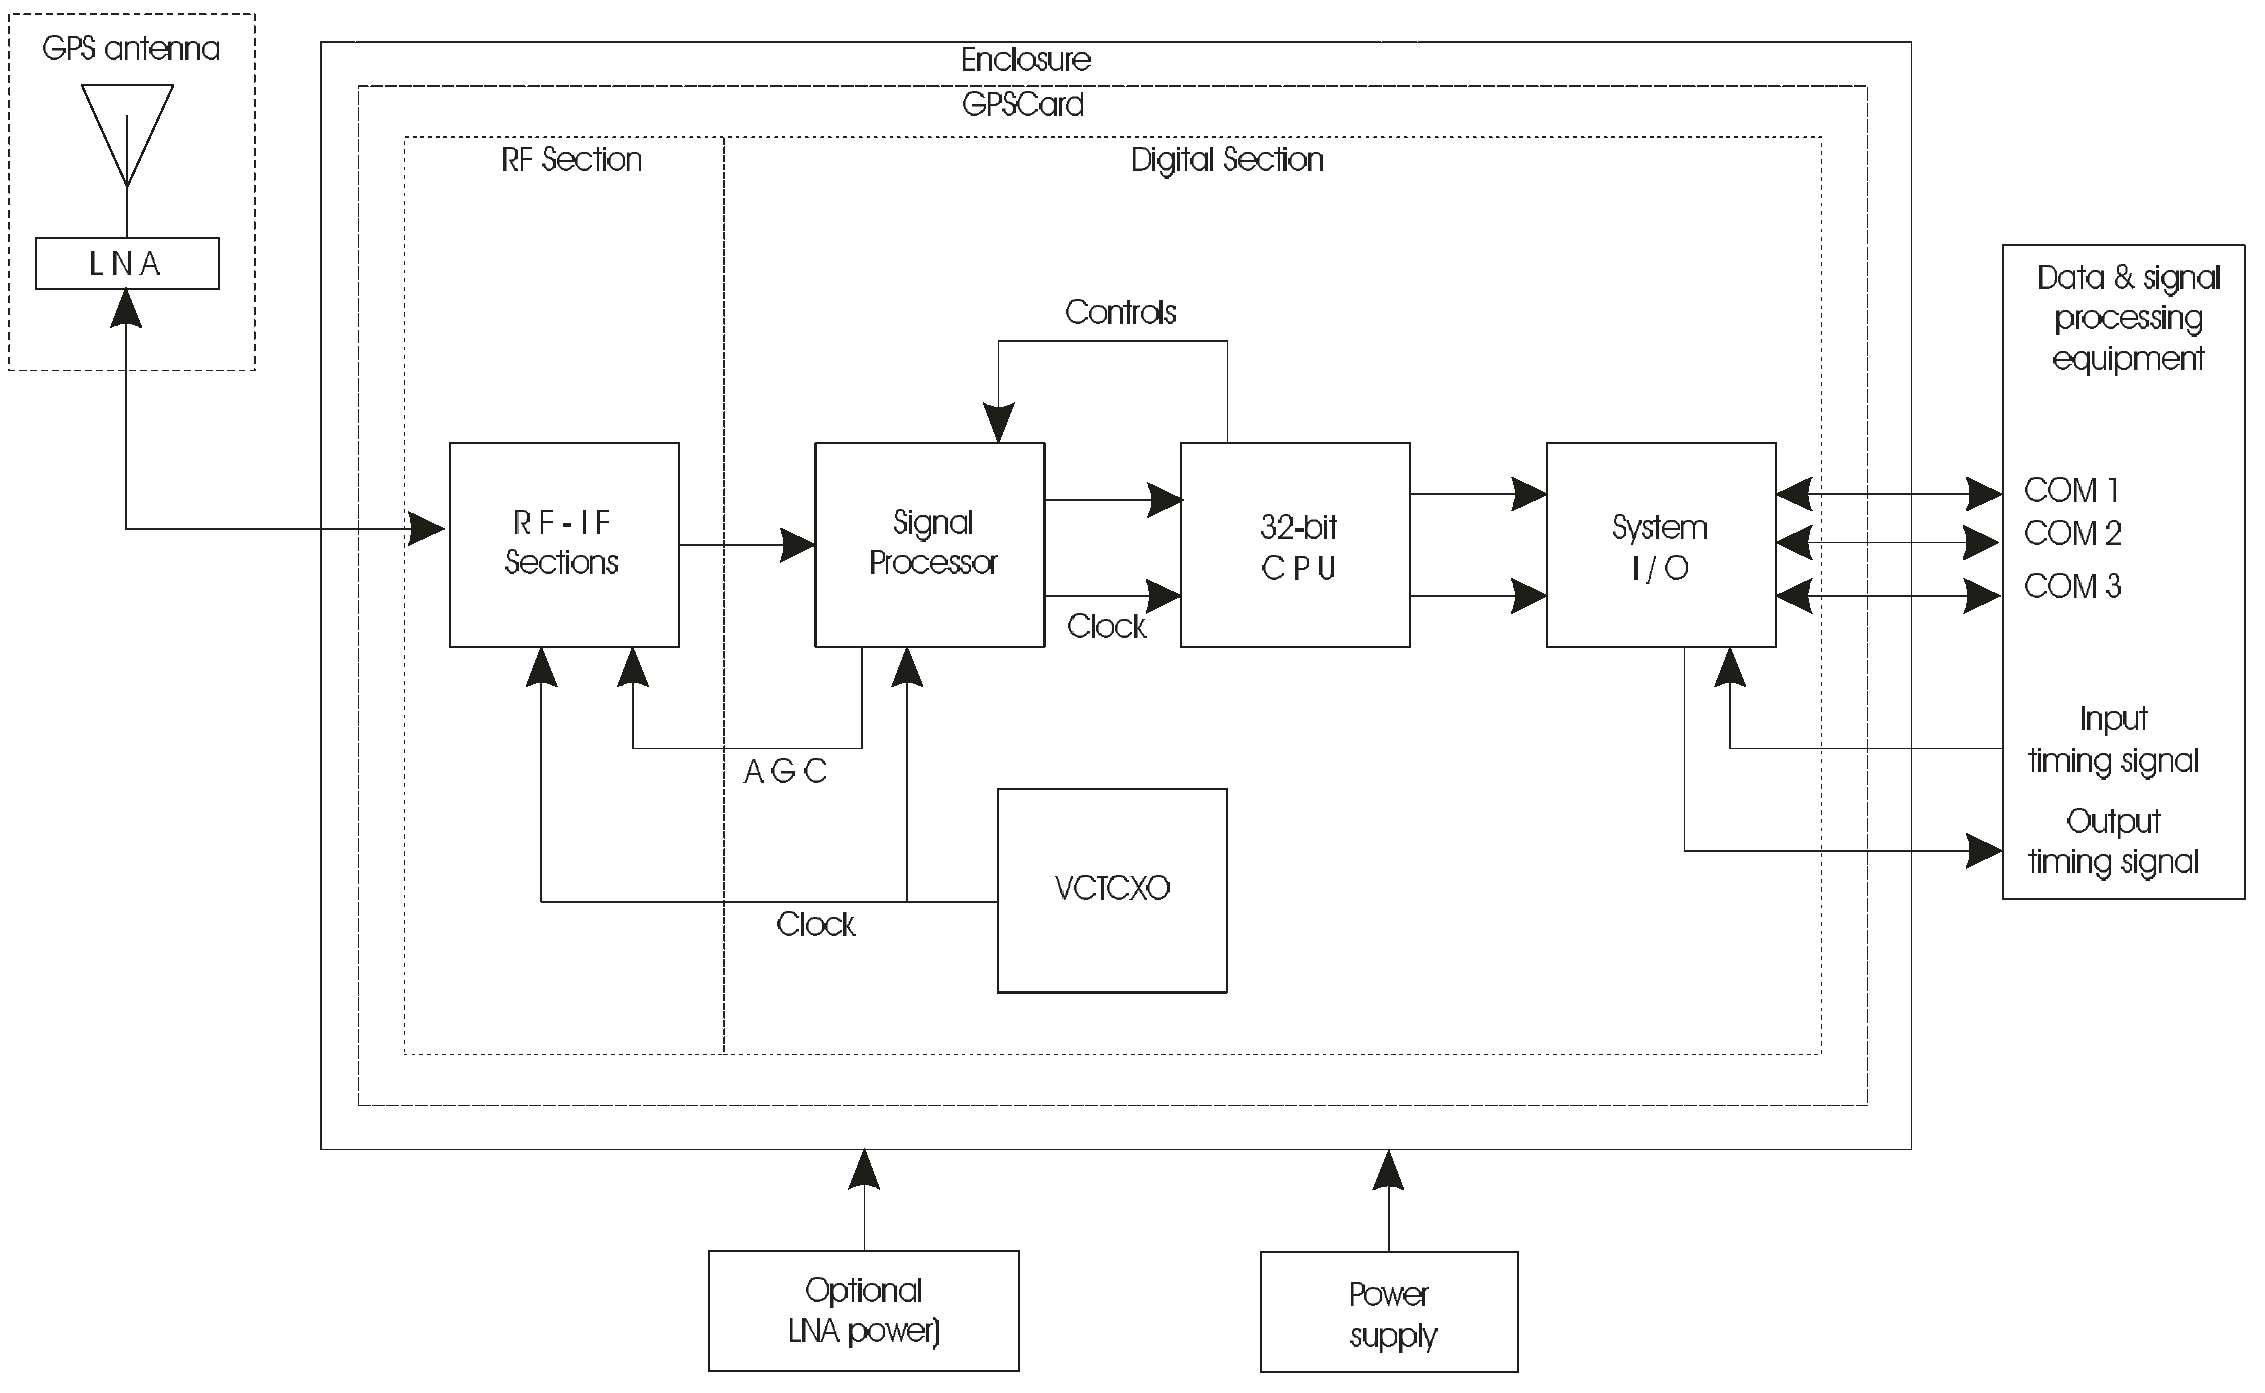 GPS antenna
LNA
Enclosure
GPSCard
RF Section
Digital Section
Controls
RF-IF
Sections
Signal
Processor
32-bit
CPU
System
I/O
Clock
AGC
VCTCXO
Clock
Data & signal
processing
equipment
COM 1
COM 2
COM 3
Input
timing signal
Output
timing signal
Optional
LNA power)
Power
supply